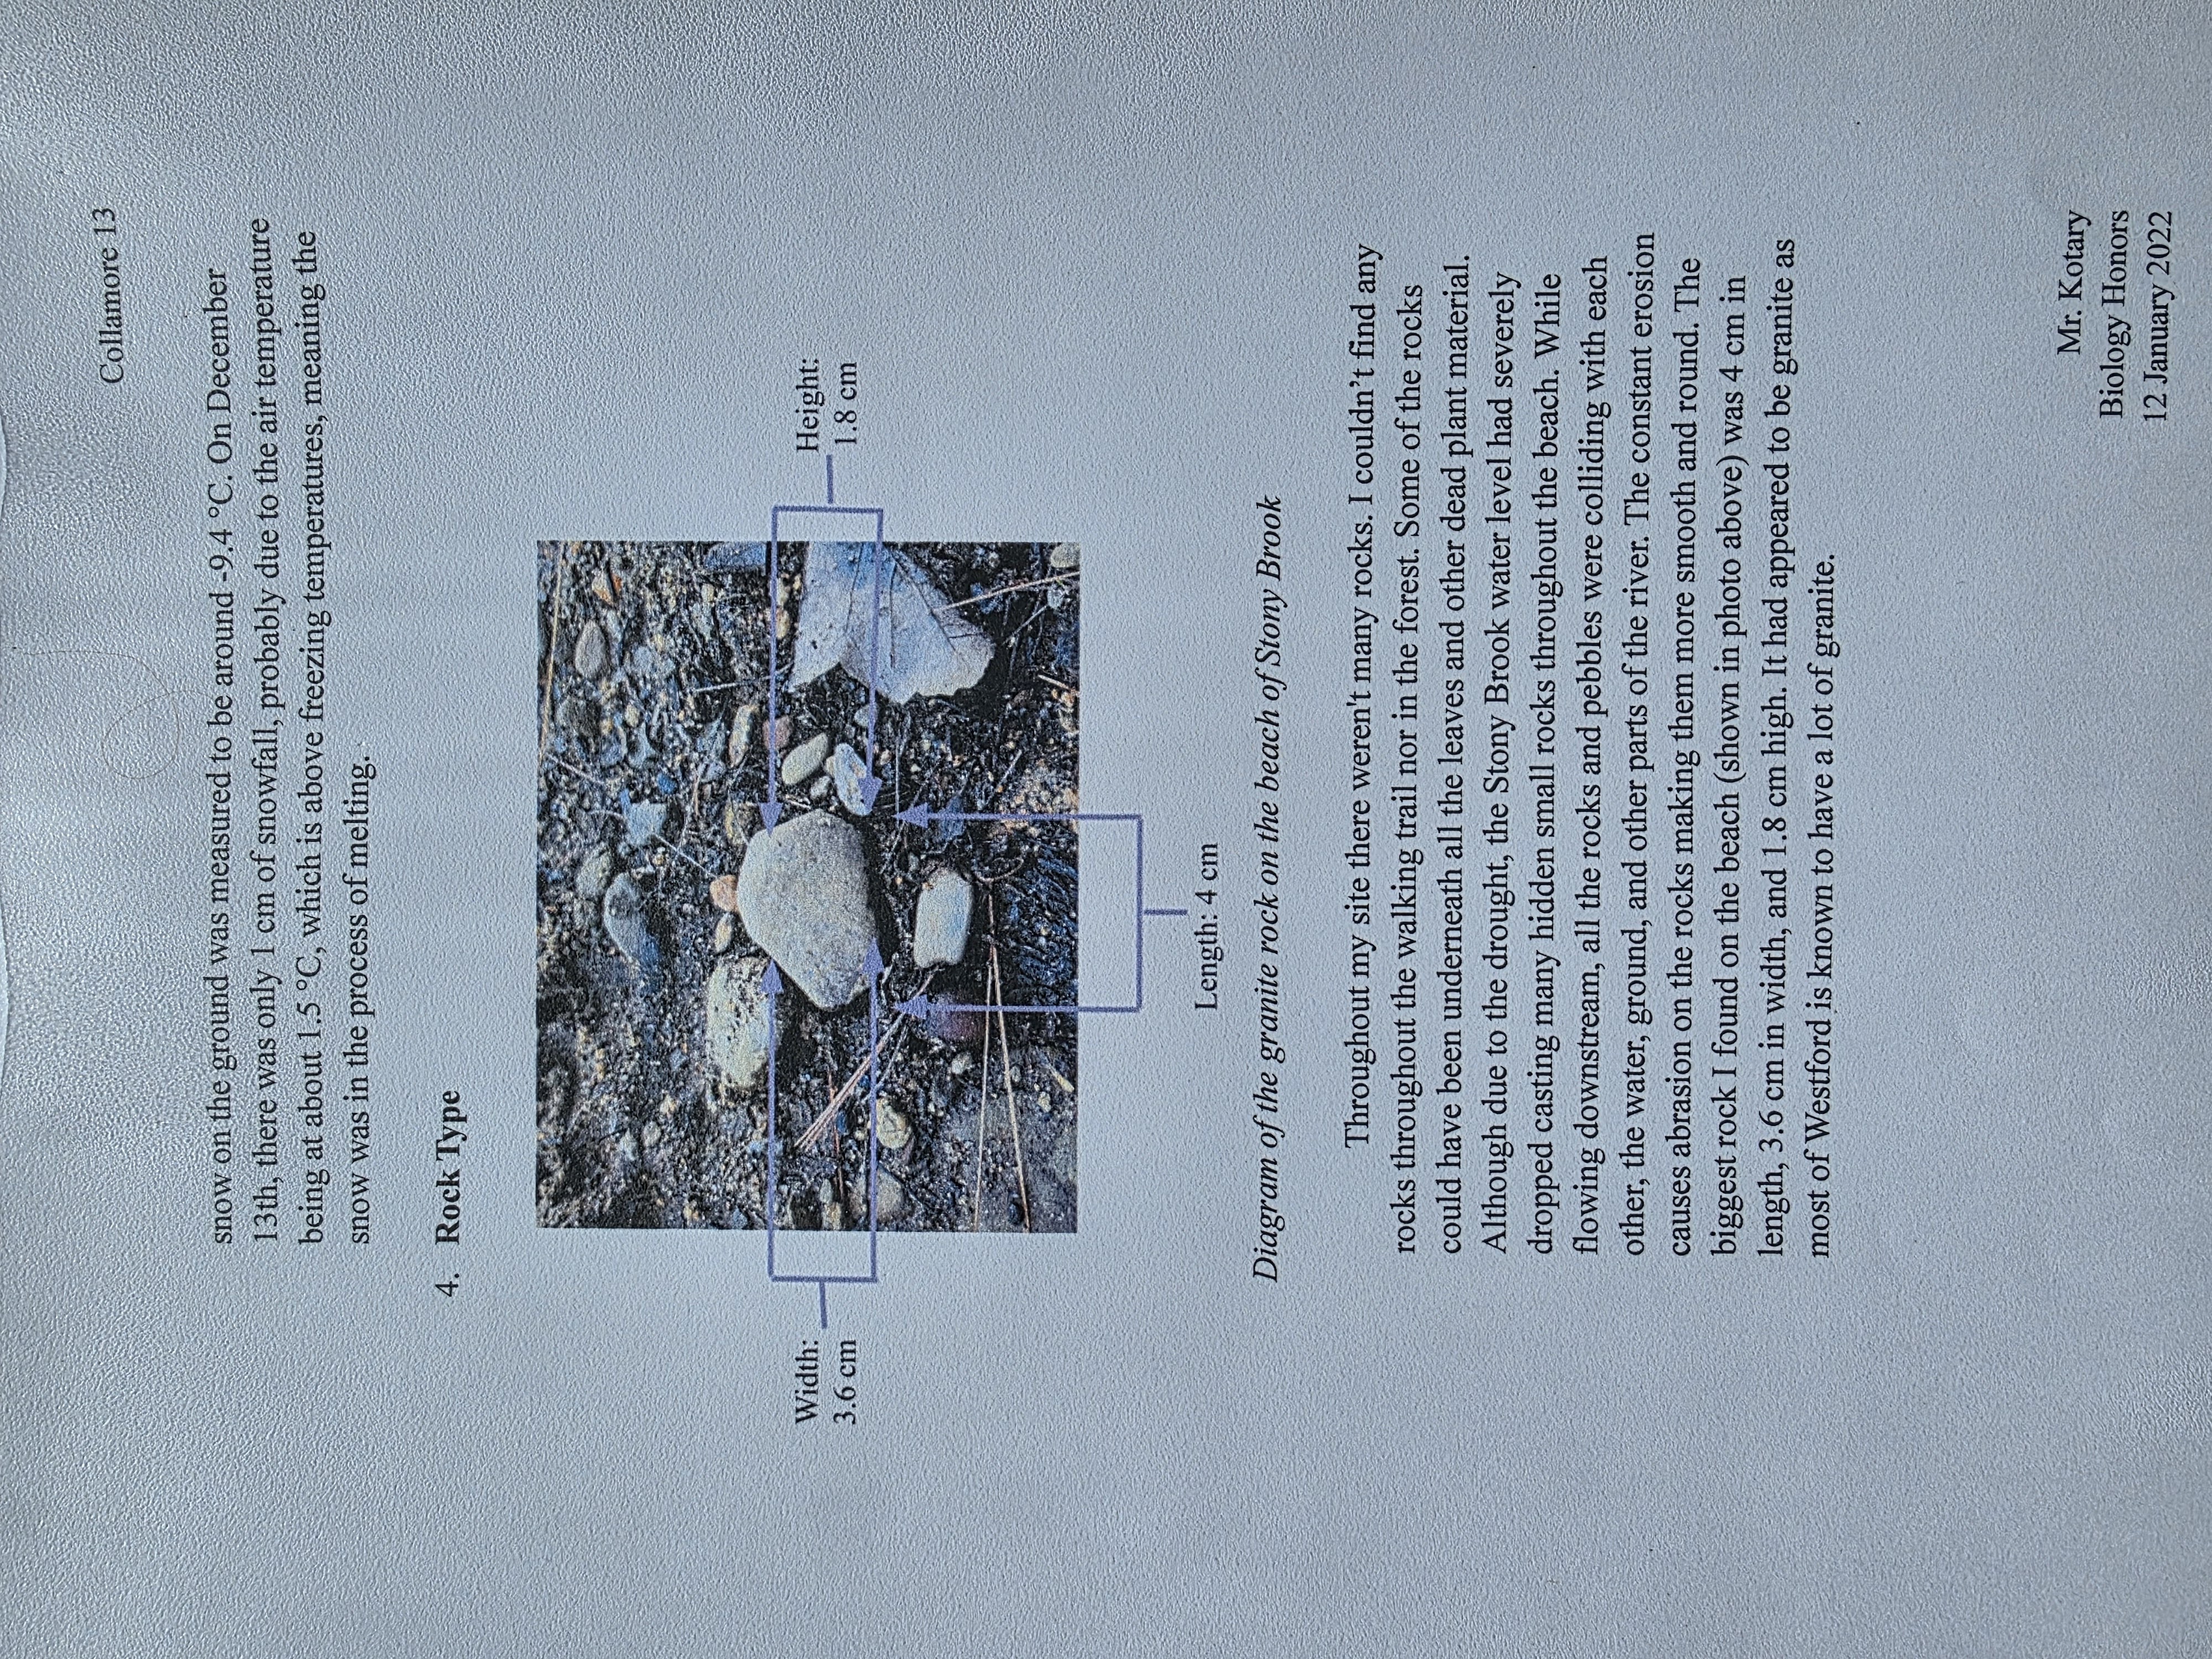 Collamore 13
snow on the ground was measured to be around -9.4 °C. On December
13th, there was only 1 cm of snowfall, probably due to the air temperature
being at about 1.5 °C, which is above freezing temperatures, meaning the
snow was in the process of melting.
4. Rock Type
Width:
3.6 cm
Height:
1.8 cm
Length: 4 cm
Diagram of the granite rock on the beach of Stony Brook
Throughout my site there weren't many rocks. I couldn’t find any
rocks throughout the walking trail nor in the forest. Some of the rocks
could have been underneath all the leaves and other dead plant material.
Although due to the drought, the Stony Brook water level had severely
dropped casting many hidden small rocks throughout the beach. While
flowing downstream, all the rocks and pebbles were colliding with each
other, the water, ground, and other parts of the river. The constant erosion
causes abrasion on the rocks making them more smooth and round. The
biggest rock I found on the beach (shown in photo above) was 4 cm in
length, 3.6 cm in width, and 1.8 cm high. It had appeared to be granite as
most of Westford is known to have a lot of granite.
Mr. Kotary
Biology Honors
12 January 2022